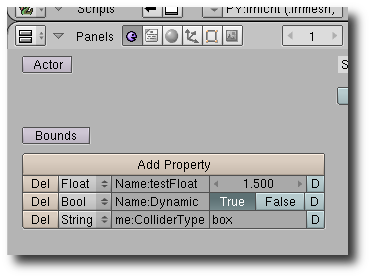 Scripts PY:Irrlicht (.irrmesh,
Panels 1
Actor S
Bounds
Add Property
Del Float Name:testFloat 1.500 D
Del Bool Name:Dynamic True False D
Del String me:ColliderType box D